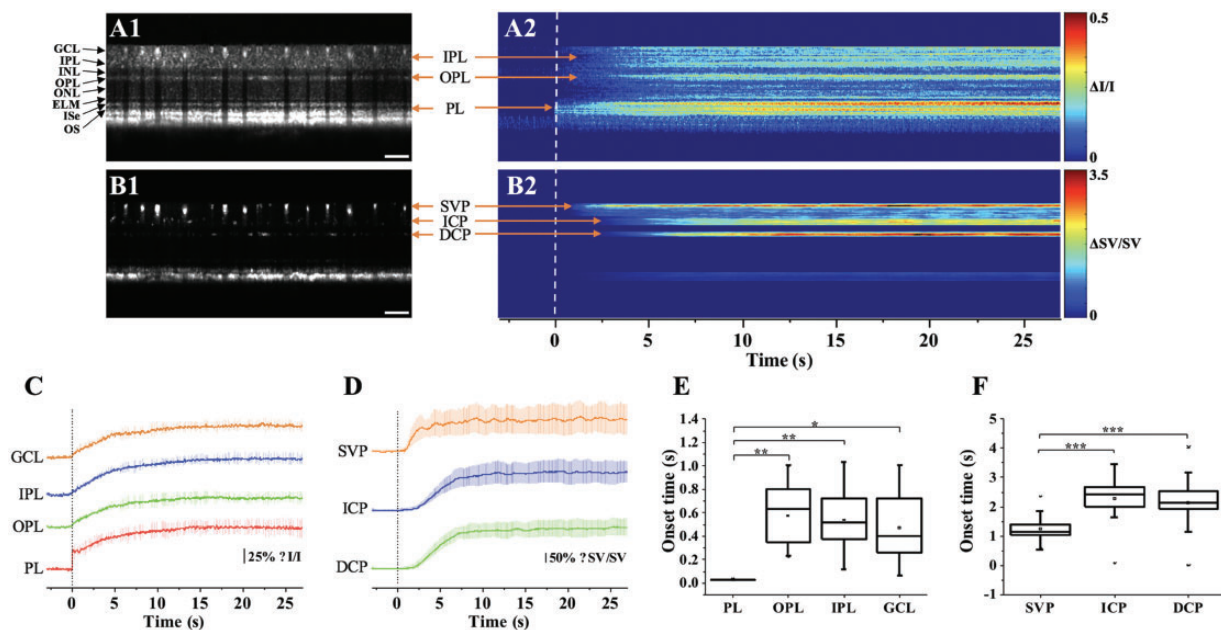 A1
GCL
IPL
INL
OPL
ONL
ELM
ISe
OS
IPL
OPL
PL
A2
0.5
ΔI/I
0
B1
SVP
ICP
DCP
B2
3.5
ΔSV/SV
0
0 5 10 15 20 25
Time (s)
C
GCL
IPL
OPL
PL
25% ? I/I
0 5 10 15 20 25
Time (s)
D
SVP
ICP
DCP
50% ? SV/SV
0 5 10 15 20 25
Time (s)
E
Onset time (s)
1.4
1.2
1.0
0.8
0.6
0.4
0.2
0.0
*
**
**
PL OPL IPL GCL
F
Onset time (s)
5
4
3
2
1
0
-1
***
***
SVP ICP DCP